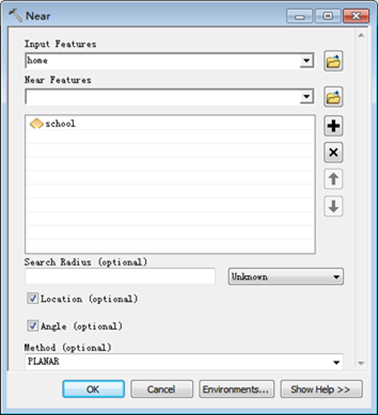 Near
Input Features
home
Near Features
school
Search Radius (optional)
Unknown
Location (optional)
Angle (optional)
Method (optional)
PLANAR
OK Cancel Environments... Show Help >>